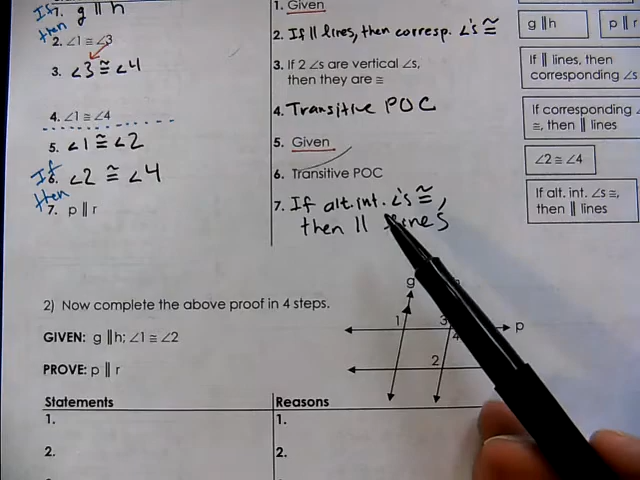 If
1. g ∥ h
then
2. ∠1 ≅ ∠3
3. ∠3 ≅ ∠4
4. ∠1 ≅ ∠4
5. ∠1 ≅ ∠2
If
6. ∠2 ≅ ∠4
then
7. p ∥ r
1. Given
2. If ∥ lines, then corresp. ∠'s ≅
3. If 2 ∠s are vertical ∠s,
then they are ≅
4. Transitive POC
5. Given
6. Transitive POC
7. If alt. int. ∠'s ≅,
then ∥ lines
g ∥ h
p ∥ r
If ∥ lines, then
corresponding ∠s
If corresponding ∠
≅, then ∥ lines
∠2 ≅ ∠4
If alt. int. ∠s ≅,
then ∥ lines
2) Now complete the above proof in 4 steps.
GIVEN: g ∥ h; ∠1 ≅ ∠2
PROVE: p ∥ r
g
1
3
p
4
2
Statements
Reasons
1.
1.
2.
2.